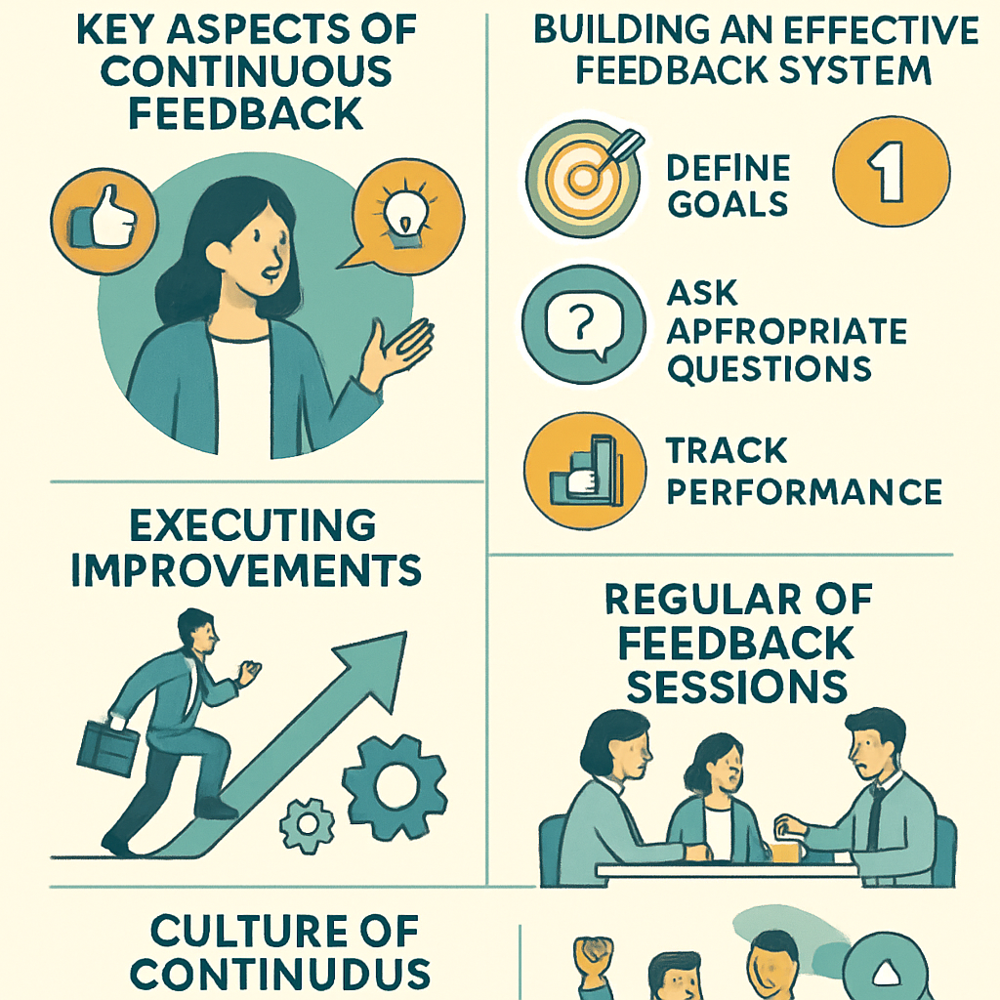 KEY ASPECTS OF
CONTINUOUS
FEEDBACK
BUILDING AN EFFECTIVE
FEEDBACK SYSTEM
DEFINE
GOALS
1
ASK
APFROPRIATE
QUESTIONS
?
TRACK
PERFORMANCE
EXECUTING
IMPROVEMENTS
REGULAR OF
FEEDBACK
SESSIONS
CULTURE OF
CONTINUDUS